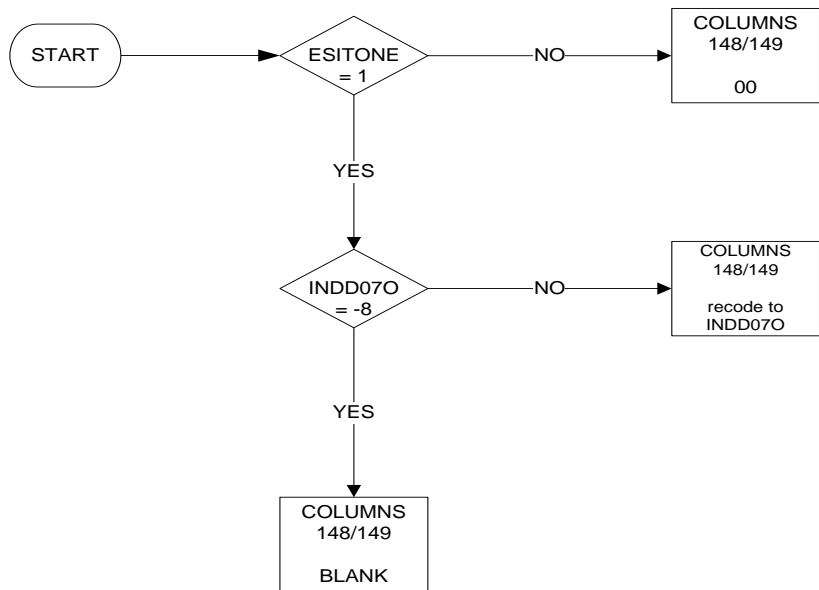 START
ESITONE
= 1
NO
COLUMNS
148/149
00
YES
INDD07O
= -8
NO
COLUMNS
148/149
recode to
INDD07O
YES
COLUMNS
148/149
BLANK